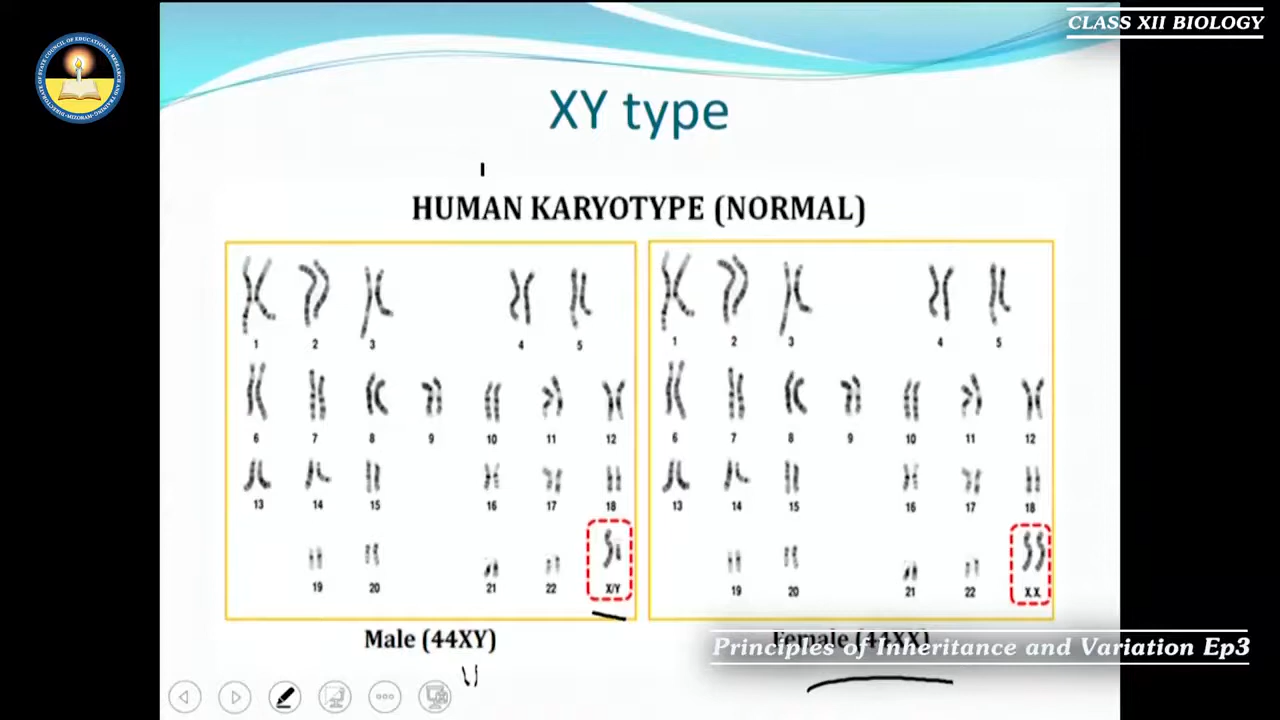 CLASS XII BIOLOGY
XY type
HUMAN KARYOTYPE (NORMAL)
1 2 3 4 5
6 7 8 9 10 11 12
13 14 15 16 17 18
19 20 21 22 X/Y
Male (44XY)
1 2 3 4 5
6 7 8 9 10 11 12
13 14 15 16 17 18
19 20 21 22 X.X
Female (44XX)
Principles of Inheritance and Variation Ep3